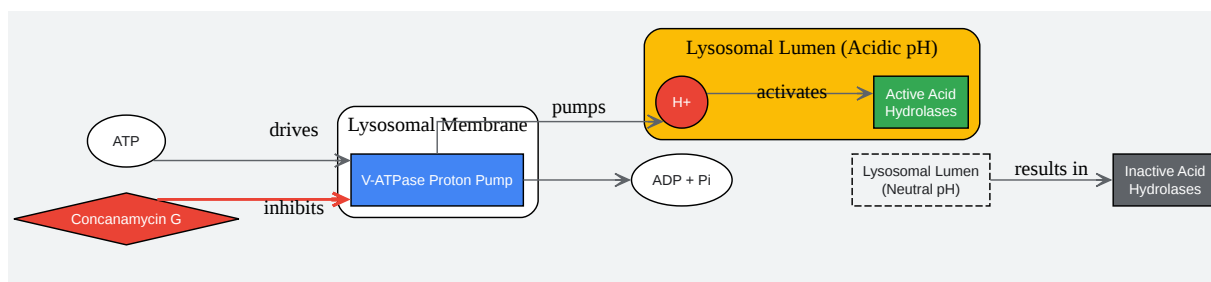 Lysosomal Lumen (Acidic pH)
H+
activates
Active Acid
Hydrolases
pumps
Lysosomal Membrane
drives
ATP
V-ATPase Proton Pump
ADP + Pi
Lysosomal Lumen
(Neutral pH)
results in
Inactive Acid
Hydrolases
inhibits
Concanamycin G